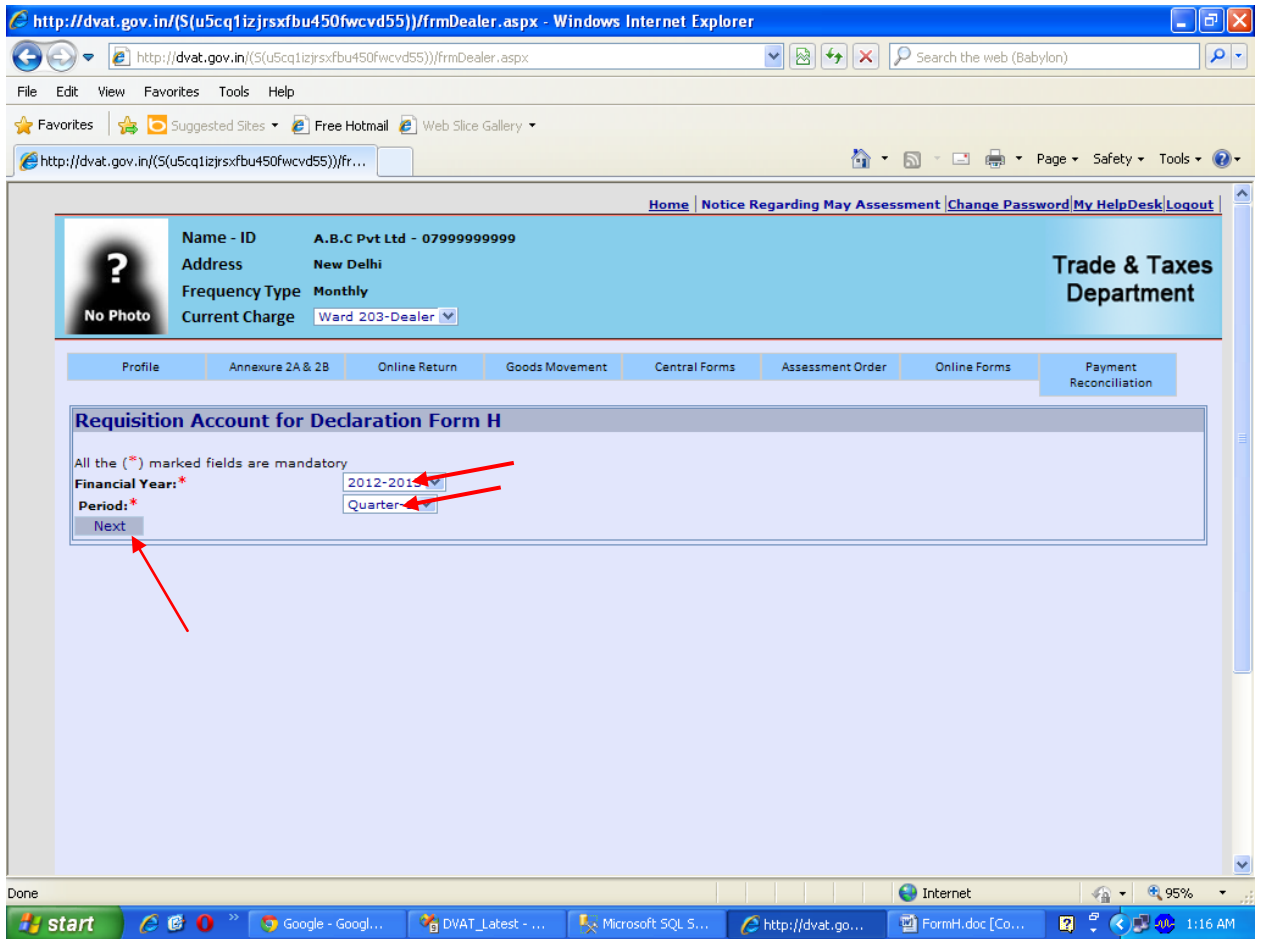 http://dvat.gov.in/(S(u5cq1izjrsxfbu450fwcvd55))/frmDealer.aspx - Windows Internet Explorer
http://dvat.gov.in/(S(u5cq1izjrsxfbu450fwcvd55))/frmDealer.aspx
Search the web (Babylon)
File Edit View Favorites Tools Help
Favorites Suggested Sites Free Hotmail Web Slice Gallery
http://dvat.gov.in/(S(u5cq1izjrsxfbu450fwcvd55))/fr...
Page Safety Tools
Home | Notice Regarding May Assessment |Change Password|My HelpDesk|Logout |
?
No Photo
Name - ID A.B.C Pvt Ltd - 07999999999
Address New Delhi
Frequency Type Monthly
Current Charge Ward 203-Dealer
Trade & Taxes
Department
Profile Annexure 2A & 2B Online Return Goods Movement Central Forms Assessment Order Online Forms Payment
Reconciliation
Requisition Account for Declaration Form H
All the (*) marked fields are mandatory
Financial Year:* 2012-2013
Period:* Quarter-
Next
Done Internet 95%
start Google - Googl... DVAT_Latest - ... Microsoft SQL S... http://dvat.go... FormH.doc [Co... 1:16 AM